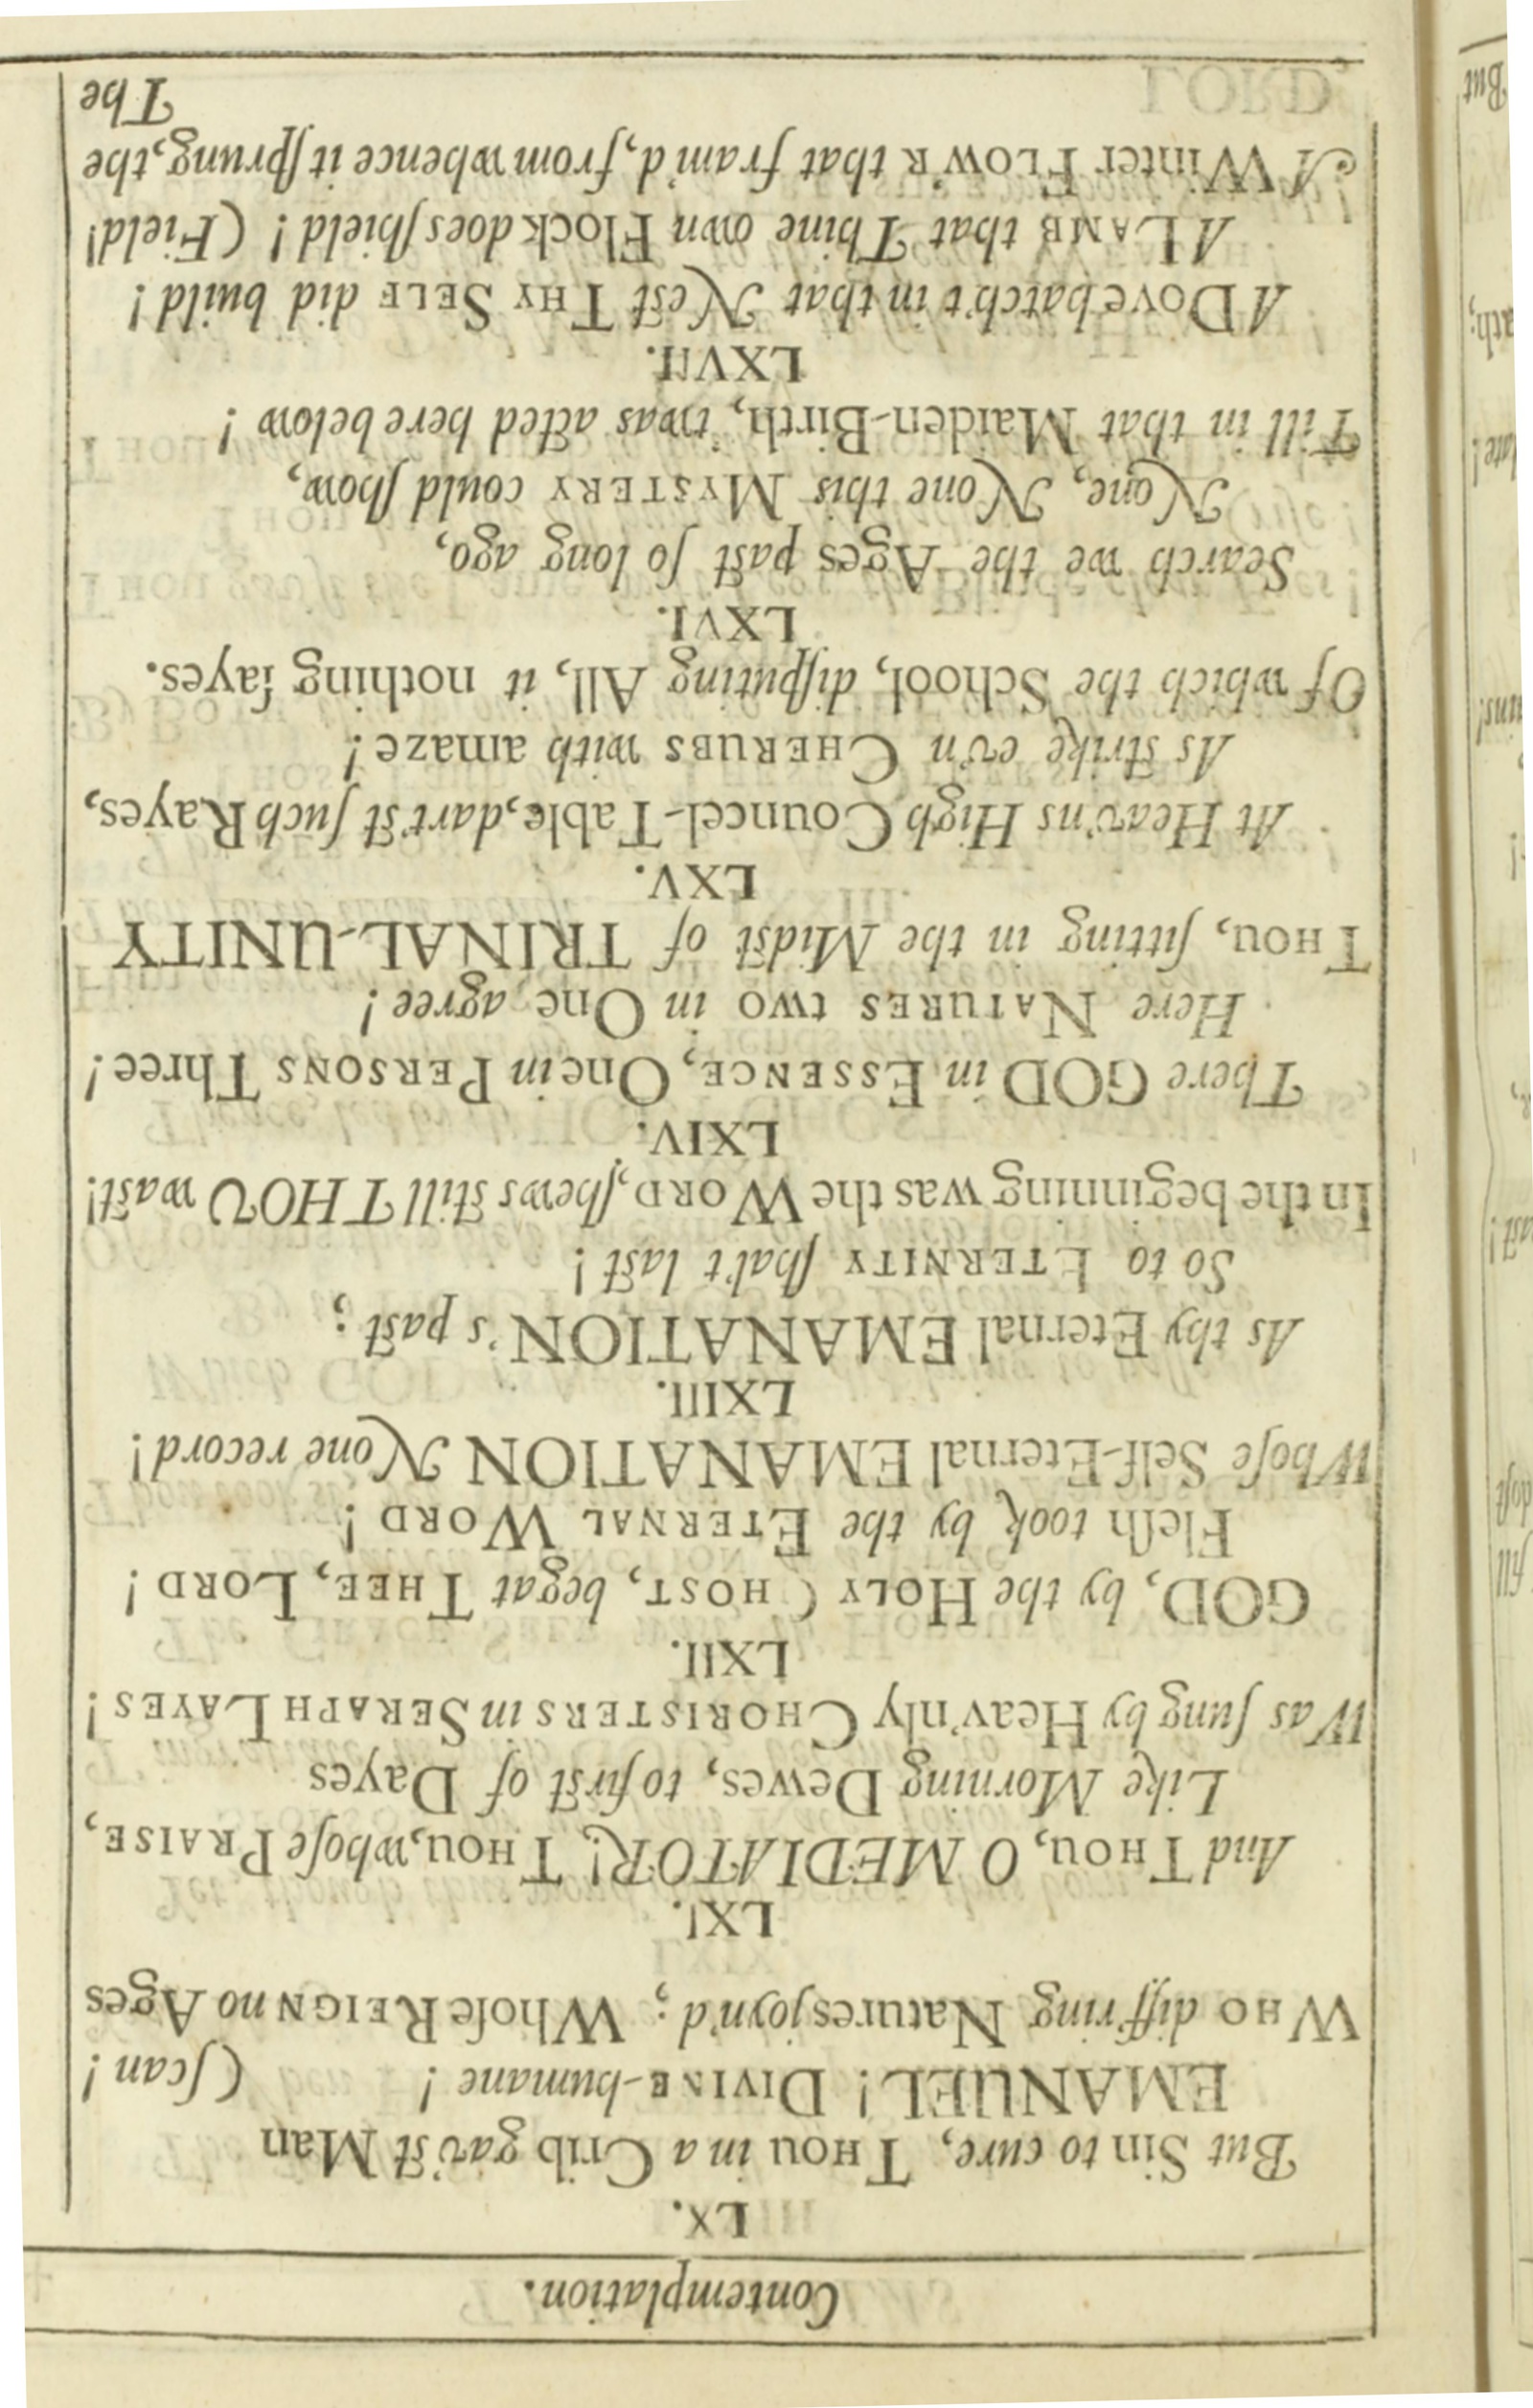 Contemplation.
LX.
But Sin to cure, THOU in a Crib gav'st Man
EMANUEL! DIVINE-humane! (ſcan!
WHO diff'ring Natures joyn'd; Whoſe REIGN no Ages
LXI.
And THOU, O MEDIATOR! THOU, whoſe PRAISE,
Like Morning Dewes, to first of Dayes
Was ſung by Heav'nly CHORISTERS in SERAPH LAYES!
LXII.
GOD, by the HOLY GHOST, begat THEE, LORD!
Fleſh took by the ETERNAL WORD!
Whoſe Self-Eternal EMANATION None record!
LXIII.
As thy Eternal EMANATION's past;
So to ETERNITY ſhal't last!
In the beginning was the WORD, ſhews still THOU wast!
LXIV.
There GOD in ESSENCE, One in PERSONS Three!
Here NATURES two in One agree!
THOU, ſitting in the Midst of TRINAL-UNITY
LXV.
At Heav'ns High Councel-Table, dart'st ſuch Rayes,
As strike ev'n CHERUBS with amaze!
Of which the School, diſputing All, it nothing ſayes.
LXVI.
Search we the Ages past ſo long ago,
None, None this MYSTERY could ſhow,
Till in that Maiden-Birth, 'twas acted here below!
LXVII.
A Dove hatch't in that Nest THY SELF did build!
A LAMB that Thine own Flock does ſhield! (Field!
A Winter FLOW'R that fram'd, from whence it ſprung, the
The